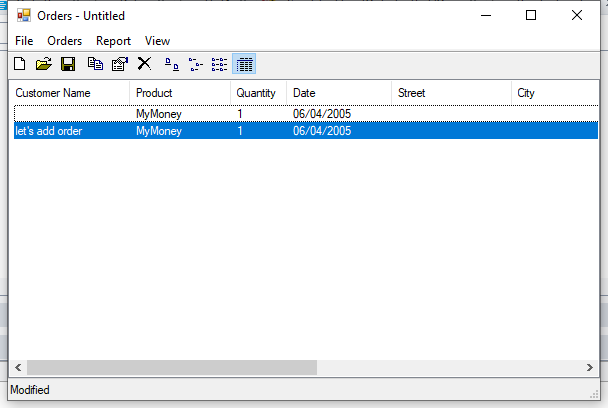 Orders - Untitled
File Orders Report View
Customer Name Product Quantity Date Street City
MyMoney 1 06/04/2005
let's add order MyMoney 1 06/04/2005
Modified